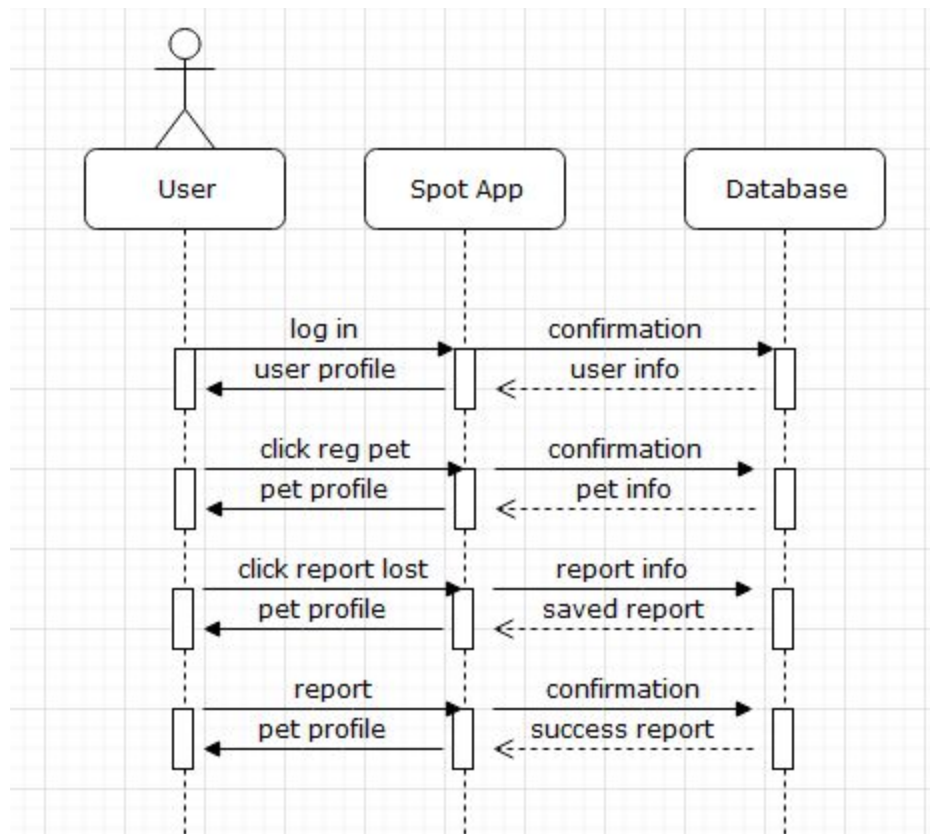 User
Spot App
Database
log in
confirmation
user profile
user info
click reg pet
confirmation
pet profile
pet info
click report lost
report info
pet profile
saved report
report
confirmation
pet profile
success report